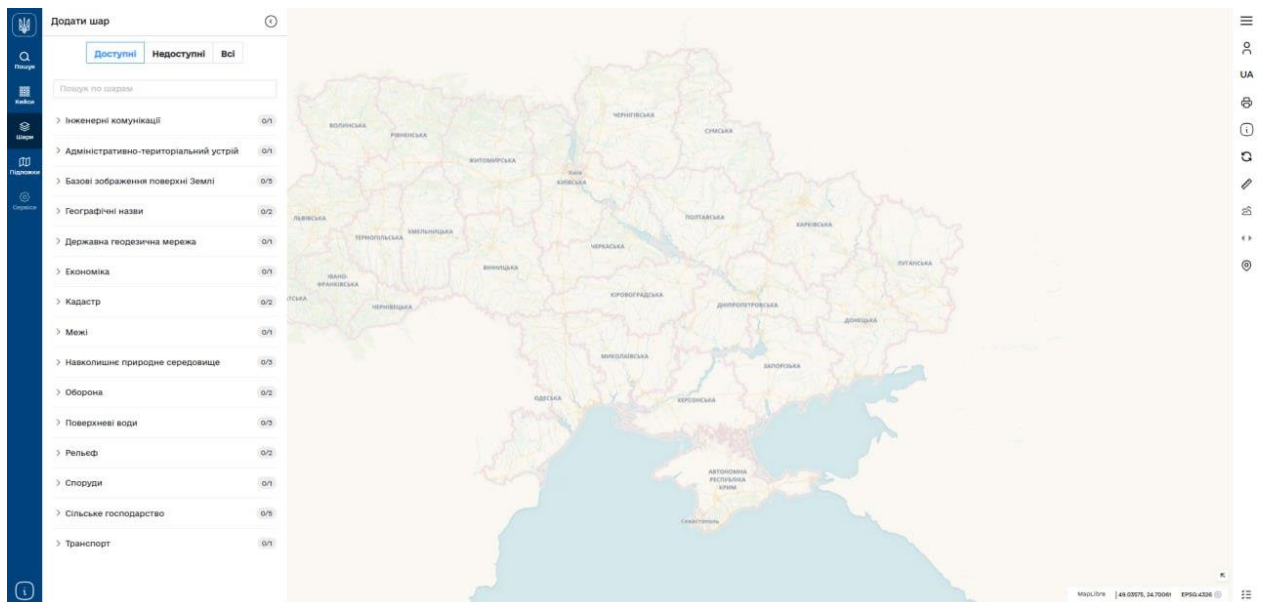 Додати шар
Доступні Недоступні Всі
Пошук по шарам
Пошук
Кейси
Шари
Підложки
Сервіси
Інженерні комунікації 0/1
Адміністративно-територіальний устрій 0/1
Базові зображення поверхні Землі 0/5
Географічні назви 0/2
Державна геодезична мережа 0/1
Економіка 0/1
Кадастр 0/2
Межі 0/1
Навколишнє природне середовище 0/3
Оборона 0/2
Поверхневі води 0/3
Рельєф 0/2
Споруди 0/1
Сільське господарство 0/5
Транспорт 0/1
ВОЛИНСЬКА
РІВНЕНСЬКА
ЖИТОМИРСЬКА
ЧЕРНІГІВСЬКА
СУМСЬКА
Київ
КИЇВСЬКА
ЛЬВІВСЬКА
ТЕРНОПІЛЬСЬКА
ХМЕЛЬНИЦЬКА
ВІННИЦЬКА
ЧЕРКАСЬКА
ПОЛТАВСЬКА
ХАРКІВСЬКА
ЛУГАНСЬКА
ІВАНО-
ФРАНКІВСЬКА
ЧЕРНІВЕЦЬКА
КІРОВОГРАДСЬКА
ДНІПРОПЕТРОВСЬКА
ДОНЕЦЬКА
МИКОЛАЇВСЬКА
ЗАПОРІЗЬКА
ОДЕСЬКА
ХЕРСОНСЬКА
АВТОНОМНА
РЕСПУБЛІКА
КРИМ
Севастополь
UA
MapLibre | 49.03575, 24.70061 EPSG:4326